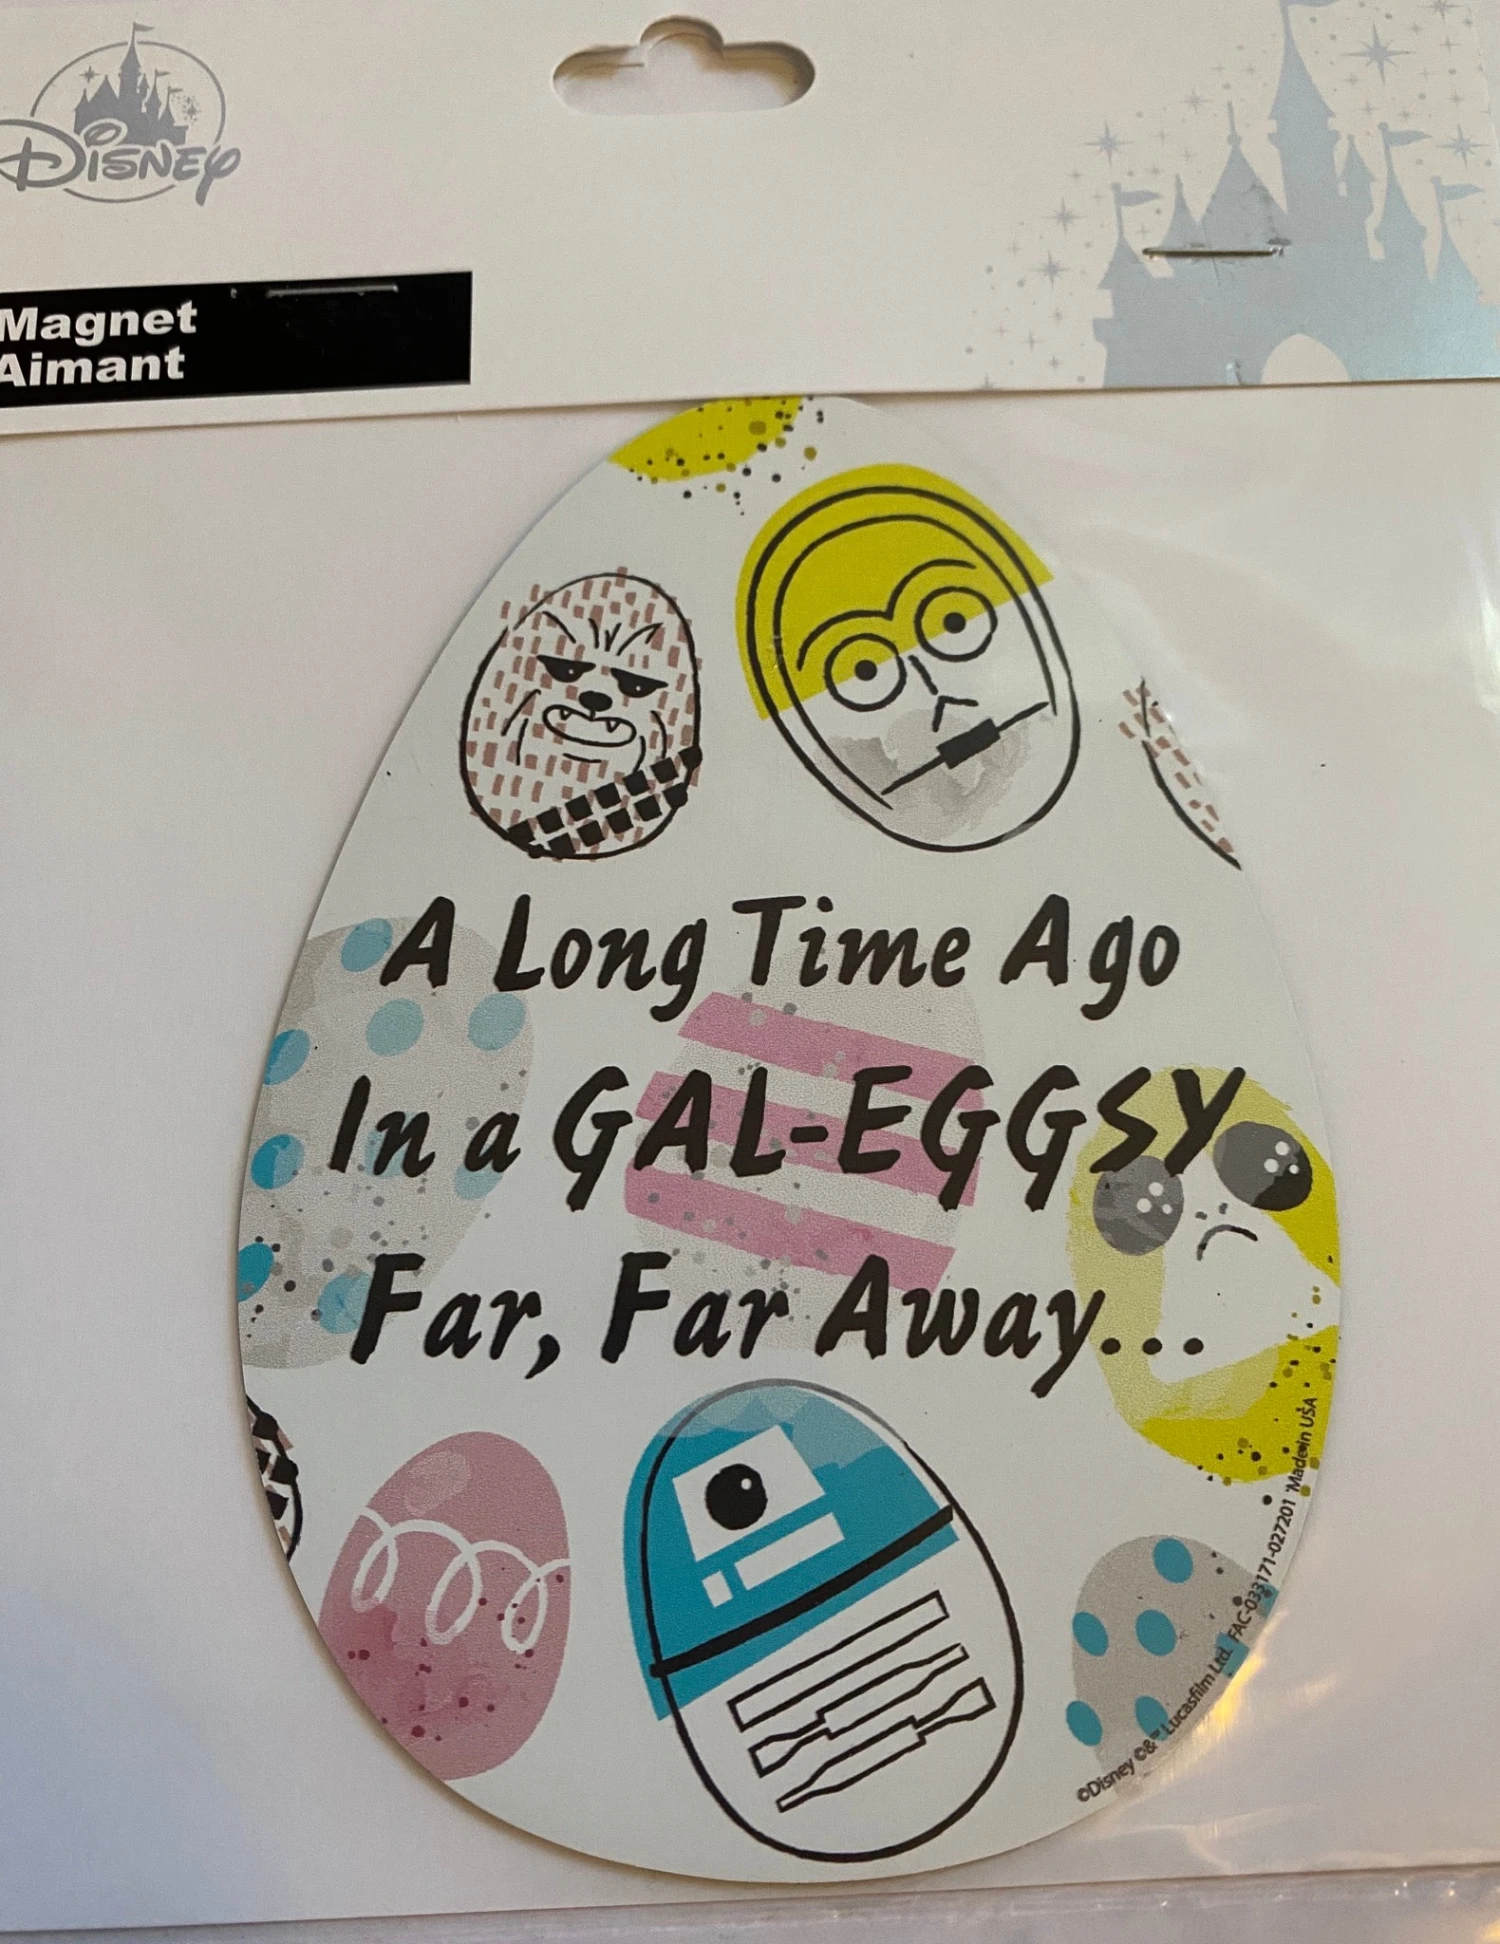 Disney
Magnet
Aimant
A Long Time Ago
In a GAL-EGGSY
Far, Far Away...
©Disney ©&™ Lucasfilm Ltd. FAC-033171-027201 Made in USA